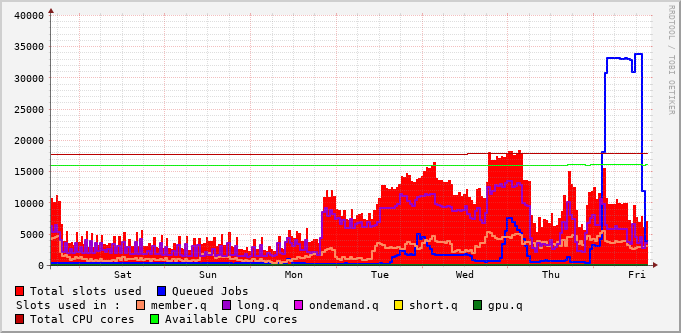 40000
35000
30000
25000
20000
15000
10000
5000
0
Sat Sun Mon Tue Wed Thu Fri
RRDTOOL / TOBI OETIKER
Total slots used Queued Jobs
Slots used in : member.q long.q ondemand.q short.q gpu.q
Total CPU cores Available CPU cores